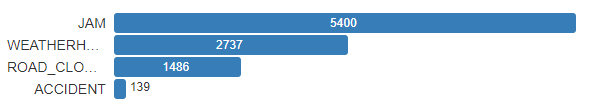 JAM 5400
WEATHERH... 2737
ROAD_CLO... 1486
ACCIDENT 139